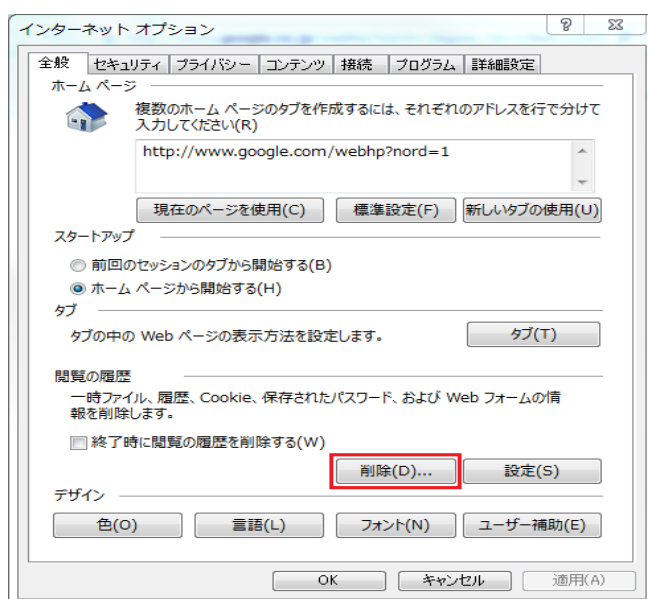 インターネット オプション
全般 セキュリティ プライバシー コンテンツ 接続 プログラム 詳細設定
ホーム ページ
複数のホーム ページのタブを作成するには、それぞれのアドレスを行で分けて
入力してください(R)
http://www.google.com/webhp?nord=1
現在のページを使用(C) 標準設定(F) 新しいタブの使用(U)
スタートアップ
前回のセッションのタブから開始する(B)
ホーム ページから開始する(H)
タブ
タブの中の Web ページの表示方法を設定します。 タブ(T)
閲覧の履歴
一時ファイル、履歴、Cookie、保存されたパスワード、および Web フォームの情
報を削除します。
終了時に閲覧の履歴を削除する(W)
削除(D)... 設定(S)
デザイン
色(O) 言語(L) フォント(N) ユーザー補助(E)
OK キャンセル 適用(A)